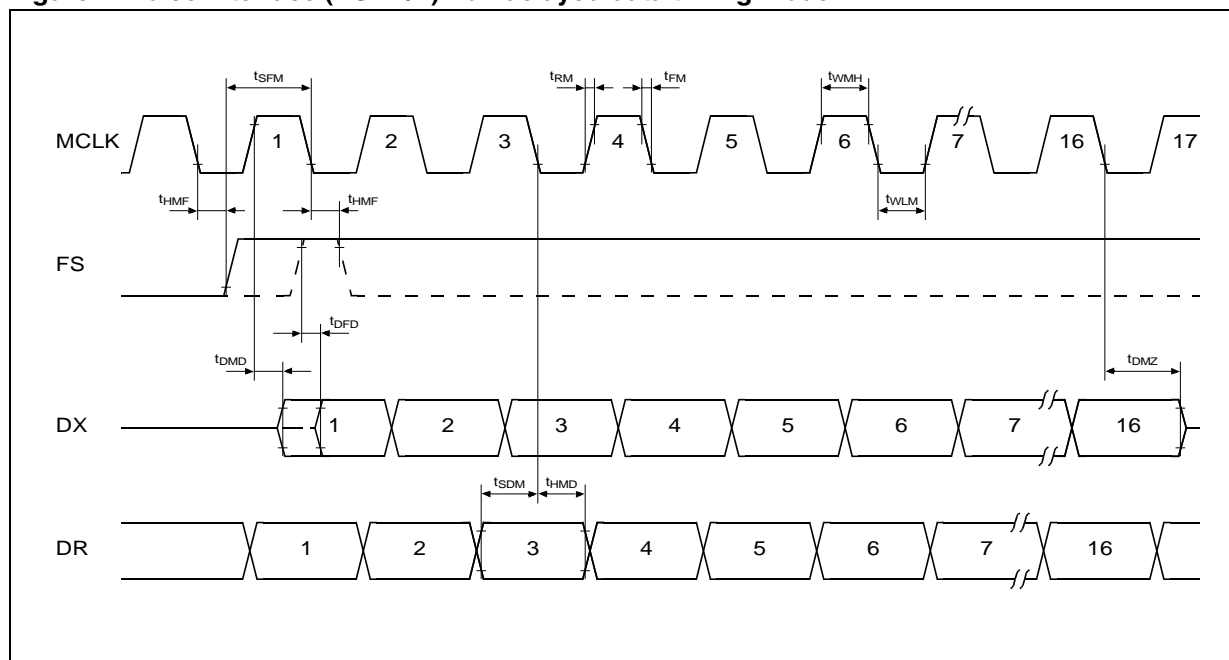 tSFM tRM tFM tWMH
MCLK 1 2 3 4 5 6 7 16 17
tHMF tHMF tWLM
FS
tDFD
tDMD tDMZ
DX 1 2 3 4 5 6 7 16
tSDM tHMD
DR 1 2 3 4 5 6 7 16